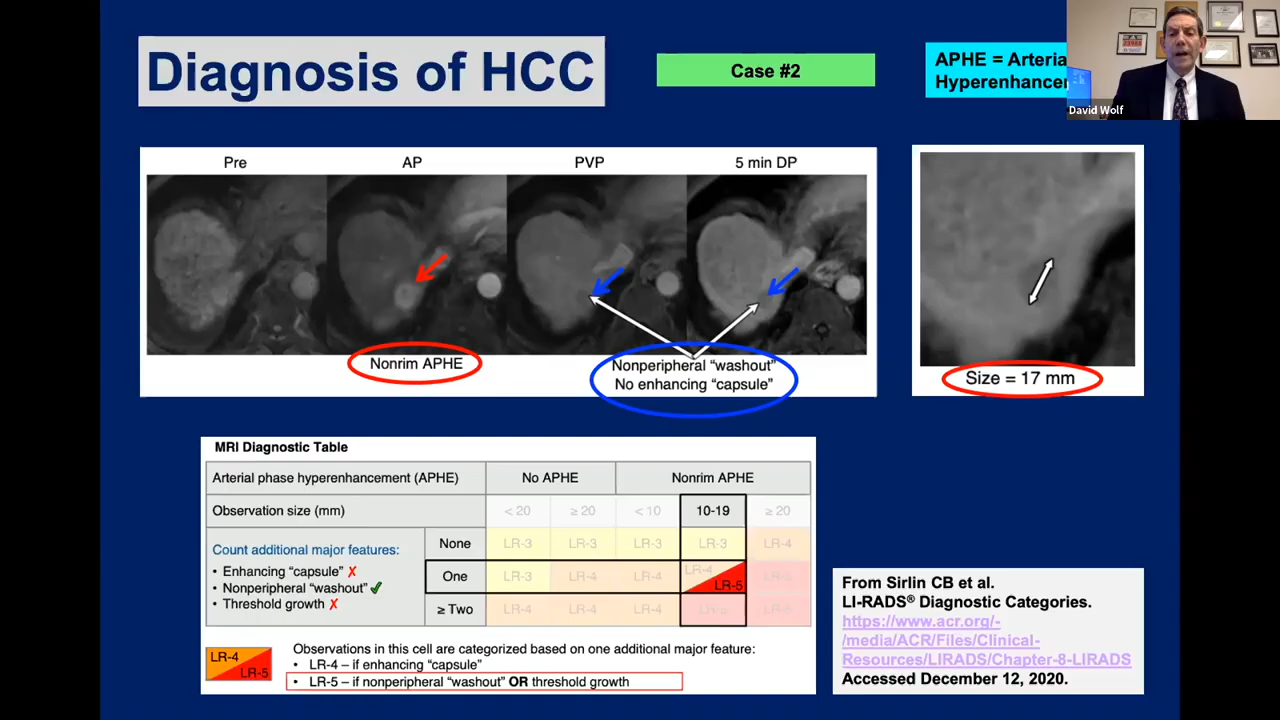 Diagnosis of HCC
Case #2
APHE = Arteria
Hyperenhancer
David Wolf
Pre AP PVP 5 min DP
Nonrim APHE
Nonperipheral “washout”
No enhancing “capsule”
Size = 17 mm
MRI Diagnostic Table
Arterial phase hyperenhancement (APHE) No APHE Nonrim APHE
Observation size (mm) < 20 ≥ 20 < 10 10-19 ≥ 20
Count additional major features:
• Enhancing “capsule” ✗
• Nonperipheral “washout” ✓
• Threshold growth ✗
None LR-3 LR-3 LR-3 LR-3 LR-4
One LR-3 LR-4 LR-4 LR-4 LR-5 LR-5
≥ Two LR-4 LR-4 LR-4 LR-5 LR-5
LR-4
LR-5
Observations in this cell are categorized based on one additional major feature:
• LR-4 – if enhancing “capsule”
• LR-5 – if nonperipheral “washout” OR threshold growth
From Sirlin CB et al.
LI-RADS® Diagnostic Categories.
https://www.acr.org/-
/media/ACR/Files/Clinical-
Resources/LIRADS/Chapter-8-LIRADS
Accessed December 12, 2020.